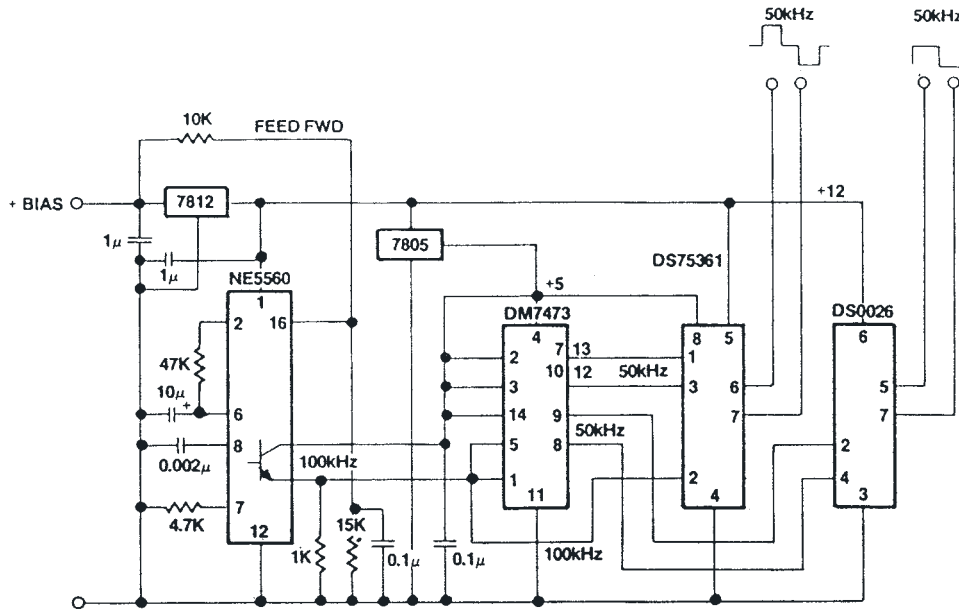 50kHz 50kHz
10K FEED FWD
+ BIAS 7812 +12
1μ 7805
1μ DS75361
NE5560 +5 DS0026
DM7473
1
2 16 4 8 5 6
7 13 1
47K 2 10 12 50kHz 3 6 5
10μ + 3 7 7
6 14 9 50kHz
8 5 8 2
0.002μ 100kHz 1 2 4
7 11 4 3
4.7K 12 15K
1K 0.1μ 0.1μ 100kHz